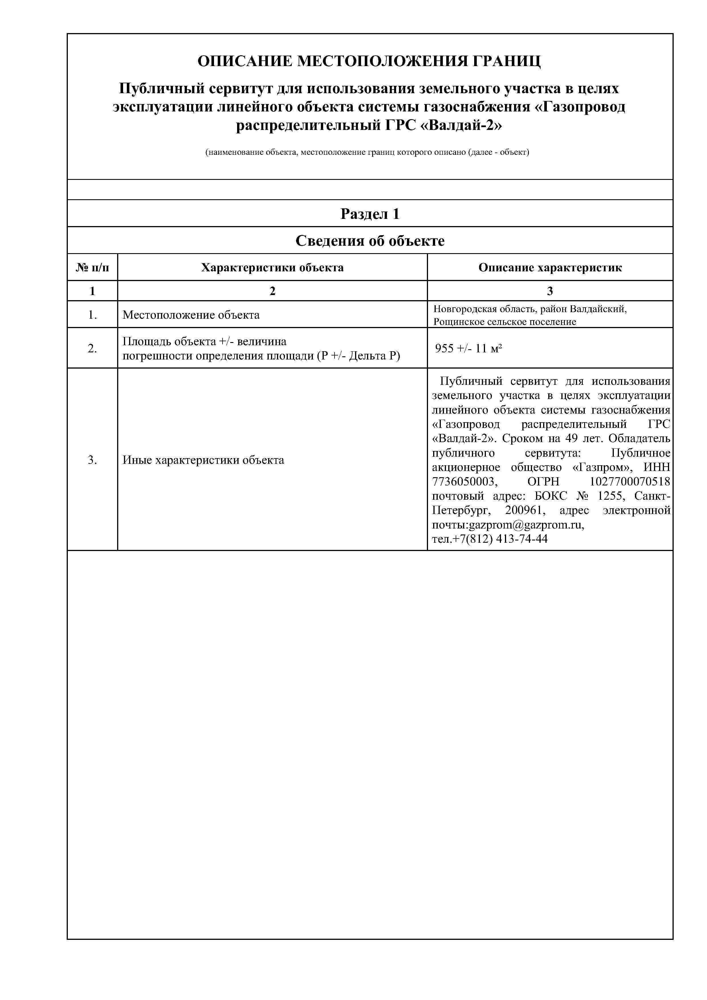 ОПИСАНИЕ МЕСТОПОЛОЖЕНИЯ ГРАНИЦ
Публичный сервитут для использования земельного участка в целях
эксплуатации линейного объекта системы газоснабжения «Газопровод
распределительный ГРС «Валдай-2»
(наименование объекта, местоположение границ которого описано (далее - объект)
Раздел 1
Сведения об объекте
№ п/п Характеристики объекта Описание характеристик
1 2 3
1. Местоположение объекта
Новгородская область, район Валдайский,
Рощинское сельское поселение
2.
Площадь объекта +/- величина
погрешности определения площади (Р +/- Дельта Р)
955 +/- 11 м²
3. Иные характеристики объекта
Публичный сервитут для использования
земельного участка в целях эксплуатации
линейного объекта системы газоснабжения
«Газопровод распределительный ГРС
«Валдай-2». Сроком на 49 лет. Обладатель
публичного сервитута: Публичное
акционерное общество «Газпром», ИНН
7736050003, ОГРН 1027700070518
почтовый адрес: БОКС № 1255, Санкт-
Петербург, 200961, адрес электронной
почты:gazprom@gazprom.ru,
тел.+7(812) 413-74-44